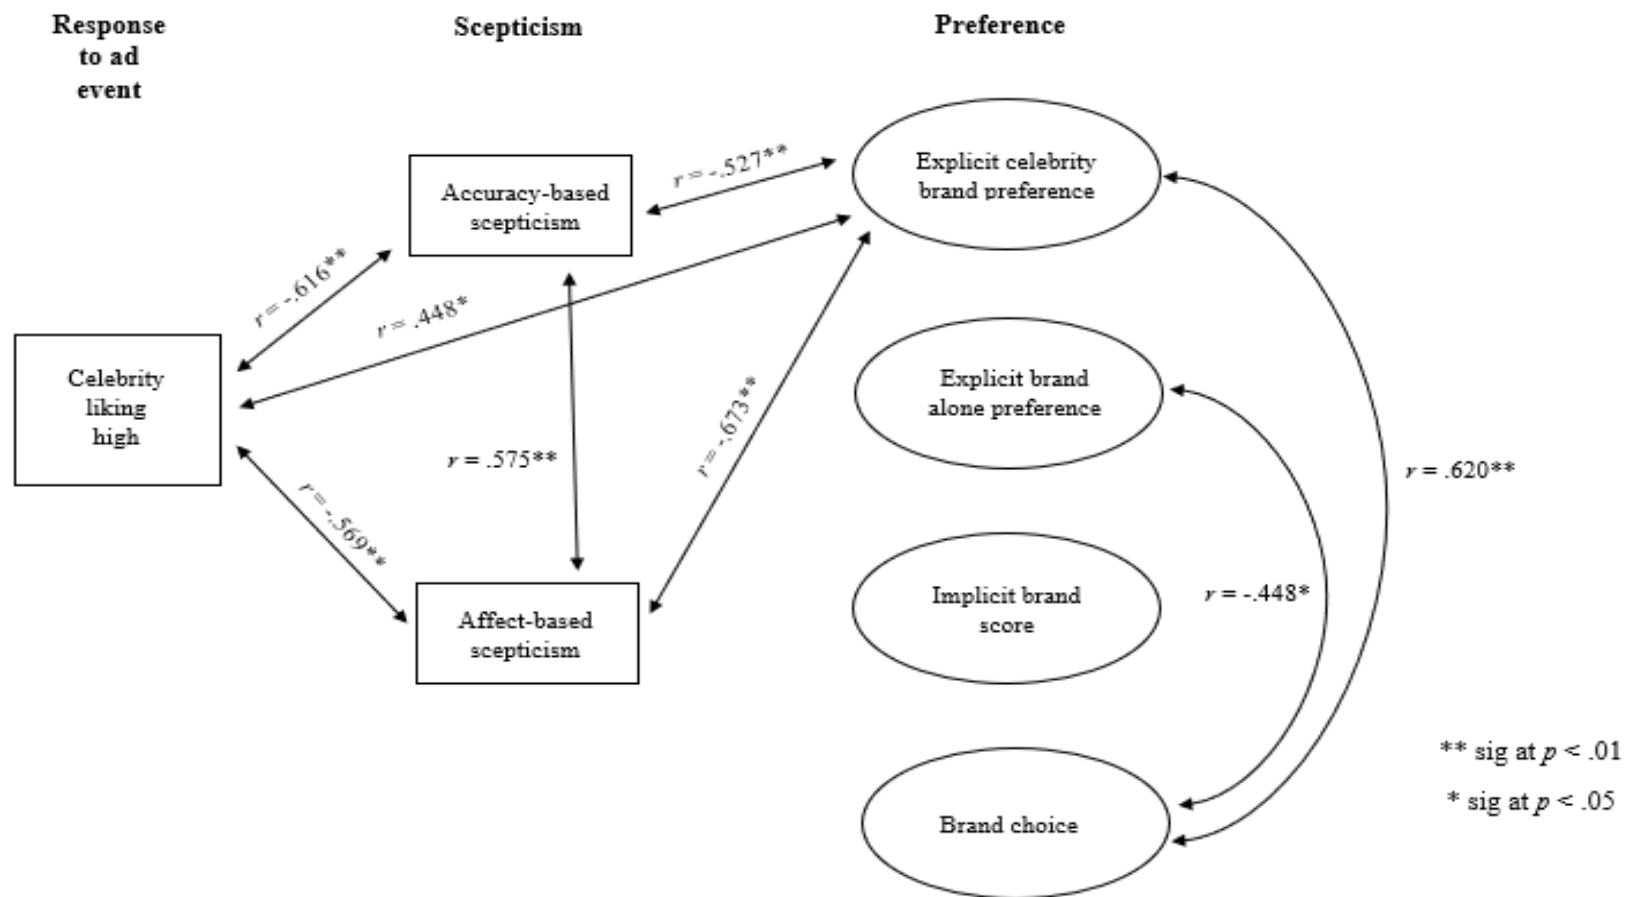 Response
to ad
event
Scepticism
Preference
Explicit celebrity
brand preference
r = -.527**
Accuracy-based
scepticism
r = -.616**
r = .448*
Celebrity
liking
high
Explicit brand
alone preference
r = -.673**
r = .575**
r = .620**
r = -.569**
Implicit brand
score
r = -.448*
Affect-based
scepticism
** sig at p < .01
* sig at p < .05
Brand choice